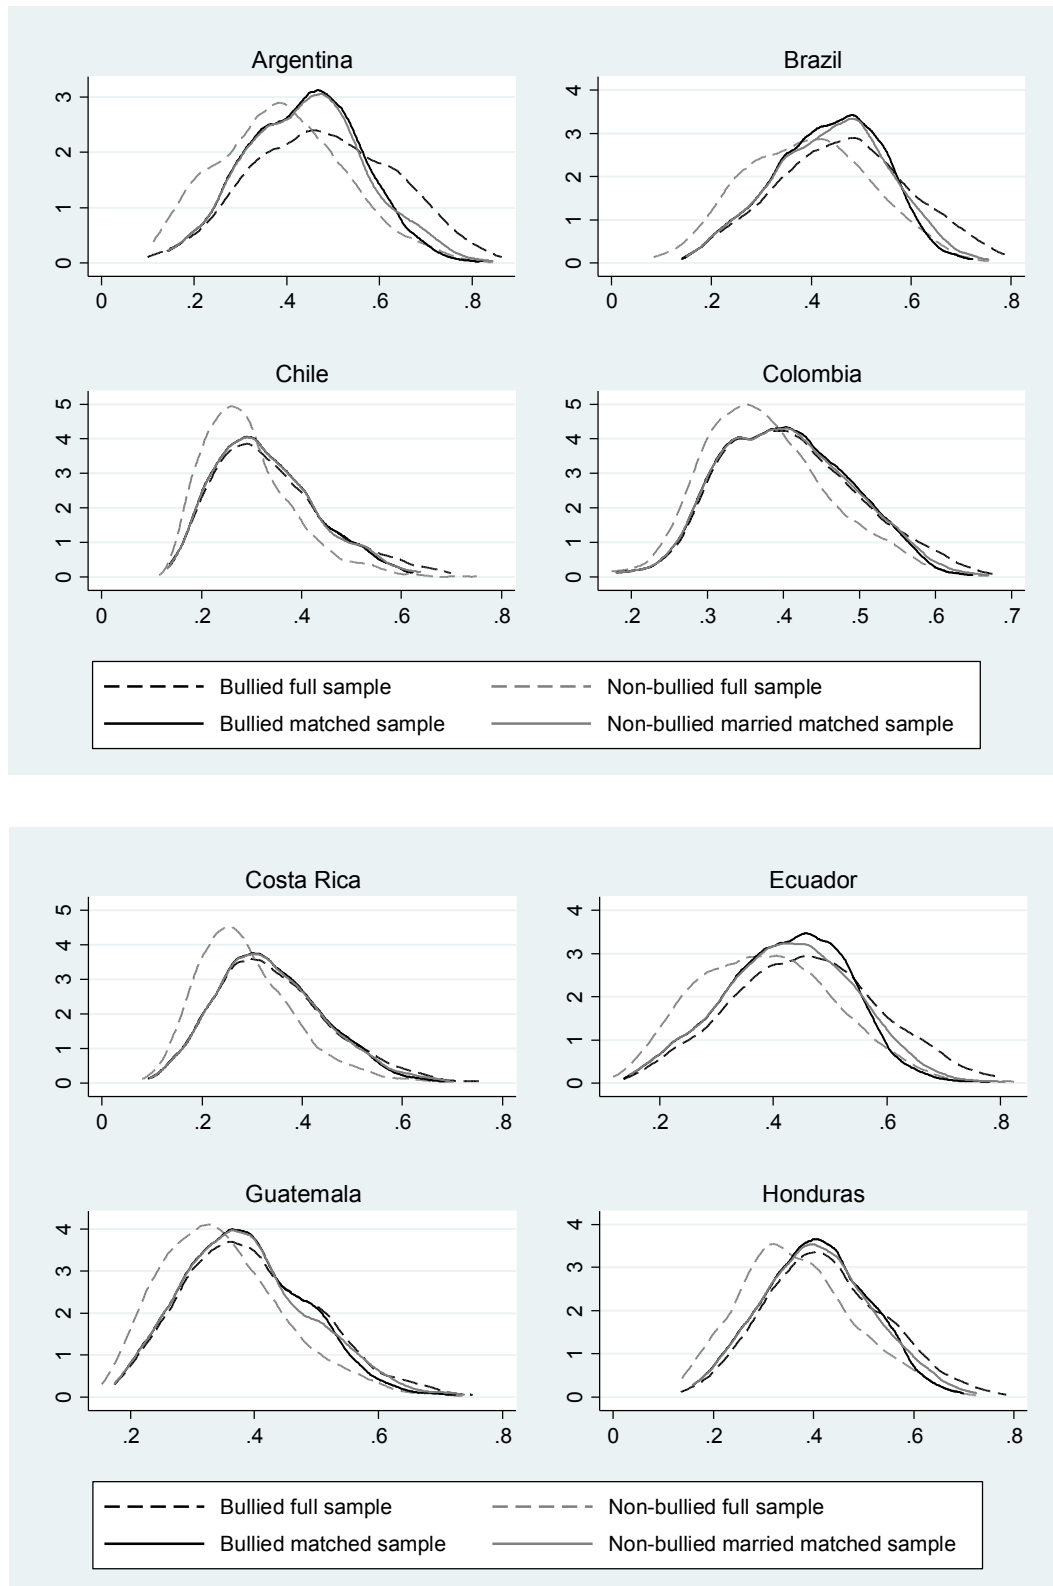 Argentina
Brazil
0 1 2 3
0 .2 .4 .6 .8
0 1 2 3 4
0 .2 .4 .6 .8
Chile
Colombia
0 1 2 3 4 5
0 .2 .4 .6 .8
0 1 2 3 4 5
.2 .3 .4 .5 .6 .7
Bullied full sample
Non-bullied full sample
Bullied matched sample
Non-bullied married matched sample
Costa Rica
Ecuador
0 1 2 3 4 5
0 .2 .4 .6 .8
0 1 2 3 4
.2 .4 .6 .8
Guatemala
Honduras
0 1 2 3 4
.2 .4 .6 .8
0 1 2 3 4
0 .2 .4 .6 .8
Bullied full sample
Non-bullied full sample
Bullied matched sample
Non-bullied married matched sample